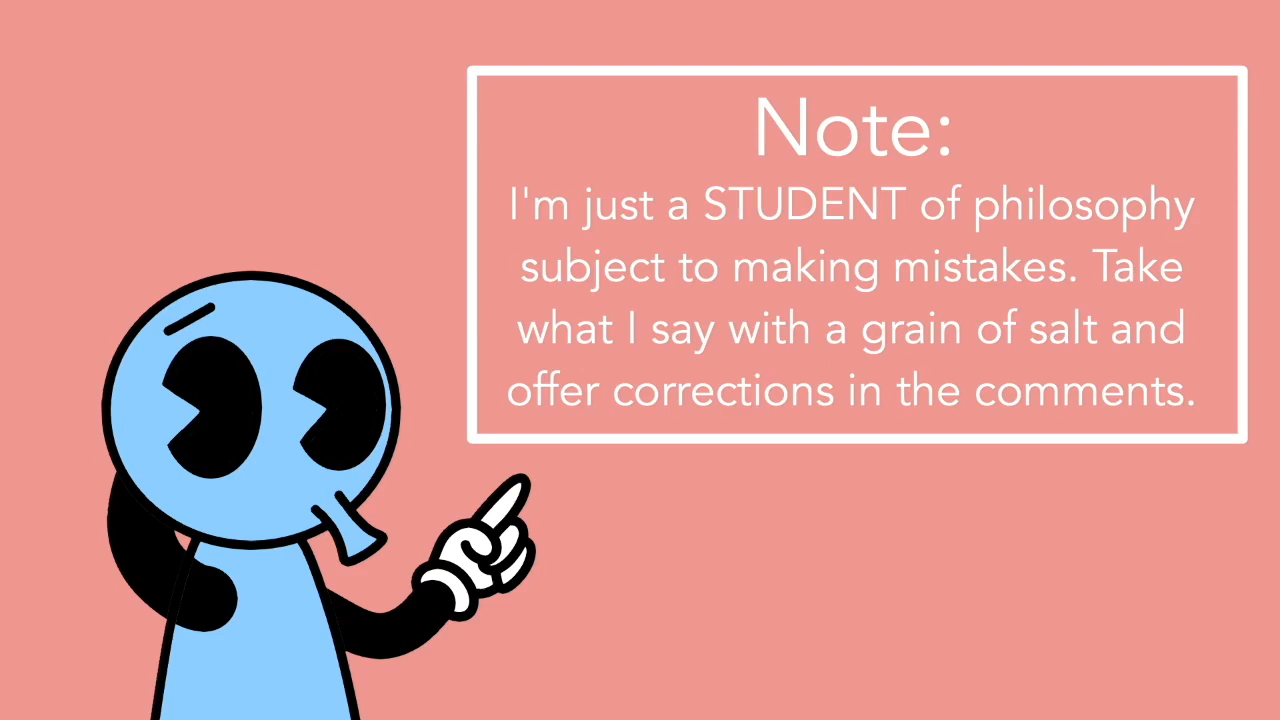 Note:
I'm just a STUDENT of philosophy
subject to making mistakes. Take
what I say with a grain of salt and
offer corrections in the comments.